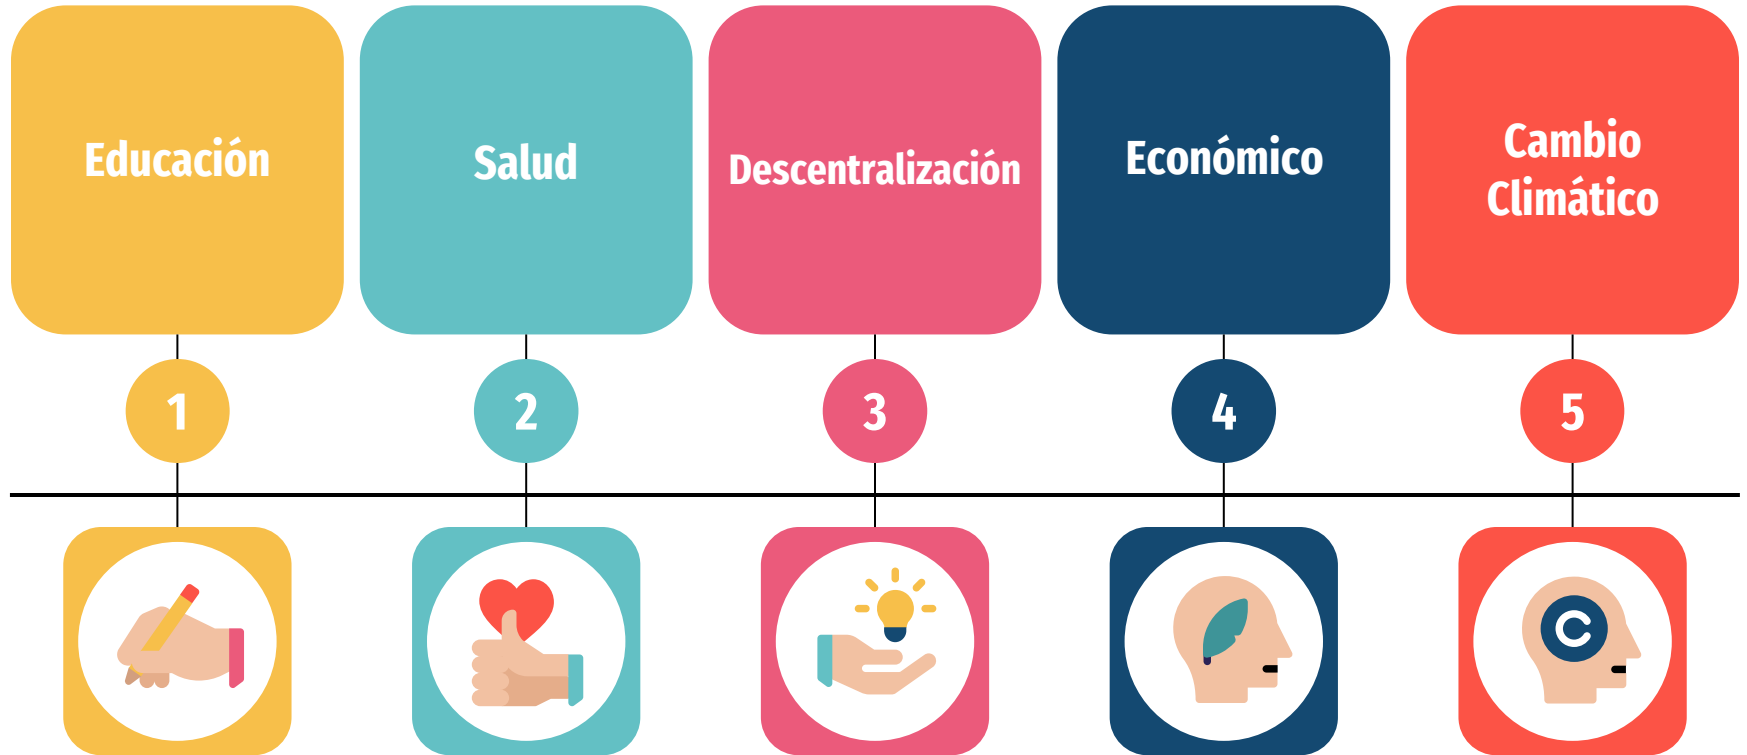 Educación
Salud
Descentralización
Económico
Cambio
Climático
1
2
3
4
5
C